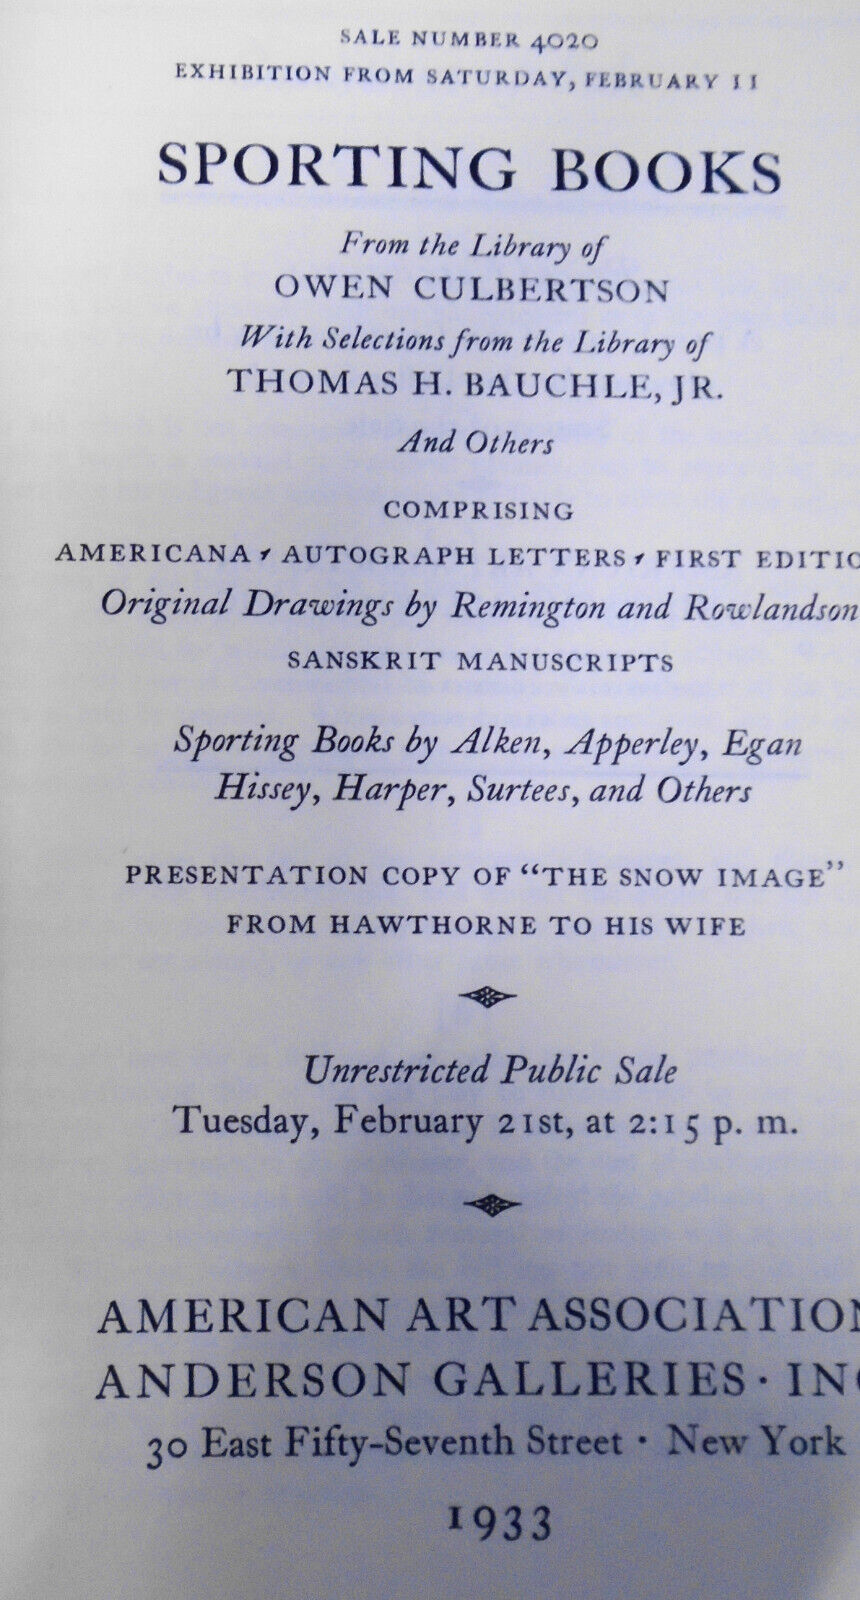 SALE NUMBER 4020
EXHIBITION FROM SATURDAY, FEBRUARY 11
SPORTING BOOKS
From the Library of
OWEN CULBERTSON
With Selections from the Library of
THOMAS H. BAUCHLE, JR.
And Others
COMPRISING
AMERICANA · AUTOGRAPH LETTERS · FIRST EDITIO
Original Drawings by Remington and Rowlandson
SANSKRIT MANUSCRIPTS
Sporting Books by Alken, Apperley, Egan
Hissey, Harper, Surtees, and Others
PRESENTATION COPY OF “THE SNOW IMAGE”
FROM HAWTHORNE TO HIS WIFE
Unrestricted Public Sale
Tuesday, February 21st, at 2:15 p. m.
AMERICAN ART ASSOCIATION
ANDERSON GALLERIES · INC
30 East Fifty-Seventh Street · New York
1933